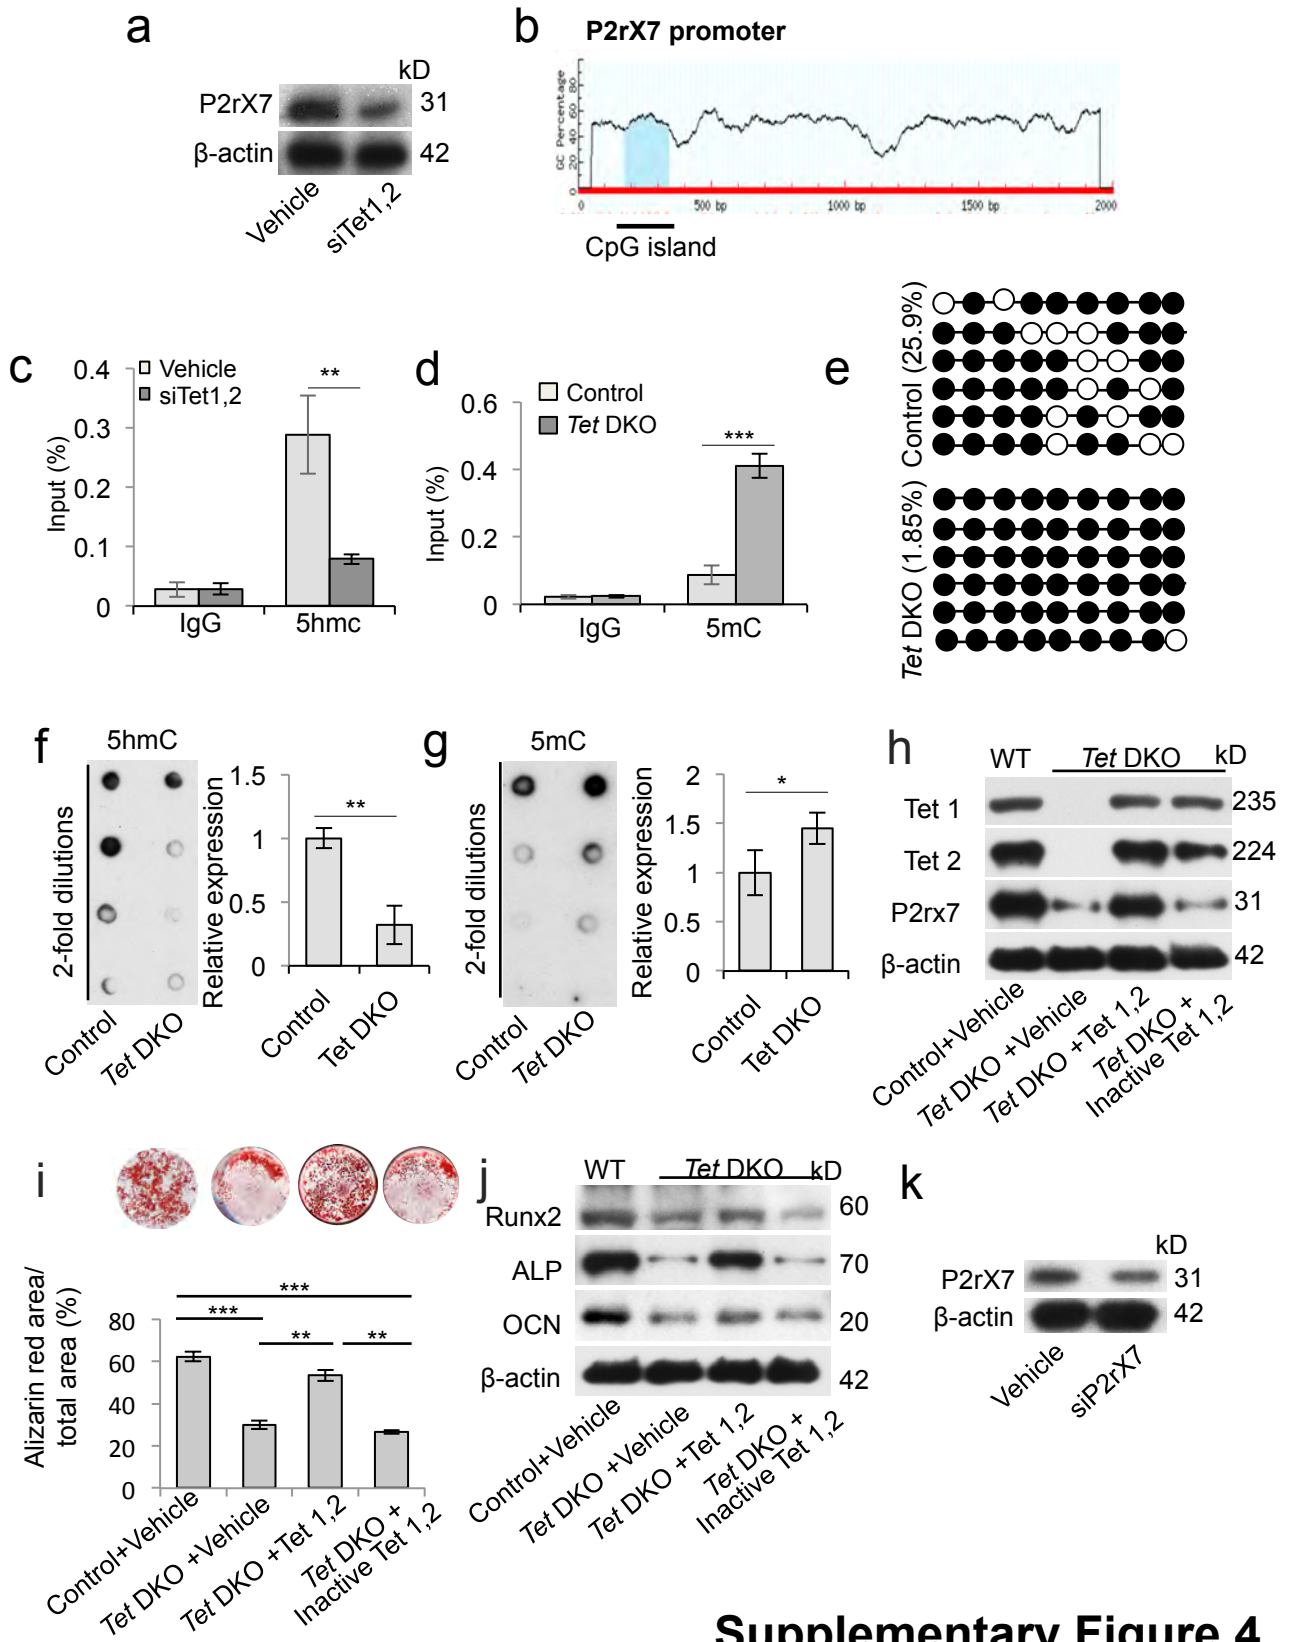 a
kD
P2rX7 31
β-actin 42
Vehicle
siTet1,2
b
P2rX7 promoter
GC Percentage
0 20 40 60 80
0 500 bp 1000 bp 1500 bp 2000
CpG island
c
Vehicle
siTet1,2
**
Input (%)
0.4
0.3
0.2
0.1
0
IgG 5hmc
d
Control
Tet DKO
***
Input (%)
0.6
0.4
0.2
0
IgG 5mC
e
Control (25.9%)
Tet DKO (1.85%)
f
5hmC
2-fold dilutions
Control
Tet DKO
Relative expression
1.5
1
0.5
0
**
Control
Tet DKO
g
5mC
2-fold dilutions
Control
Tet DKO
Relative expression
2
1.5
1
0.5
0
*
Control
Tet DKO
h
WT Tet DKO kD
Tet 1 235
Tet 2 224
P2rx7 31
β-actin 42
Control+Vehicle
Tet DKO +Vehicle
Tet DKO +Tet 1,2
Tet DKO +
Inactive Tet 1,2
i
Alizarin red area/
total area (%)
***
***
** **
80
60
40
20
0
Control+Vehicle
Tet DKO +Vehicle
Tet DKO +Tet 1,2
Tet DKO +
Inactive Tet 1,2
j
WT Tet DKO kD
Runx2 60
ALP 70
OCN 20
β-actin 42
Control+Vehicle
Tet DKO +Vehicle
Tet DKO +Tet 1,2
Tet DKO +
Inactive Tet 1,2
k
kD
P2rX7 31
β-actin 42
Vehicle
siP2rX7
Supplementary Figure 4